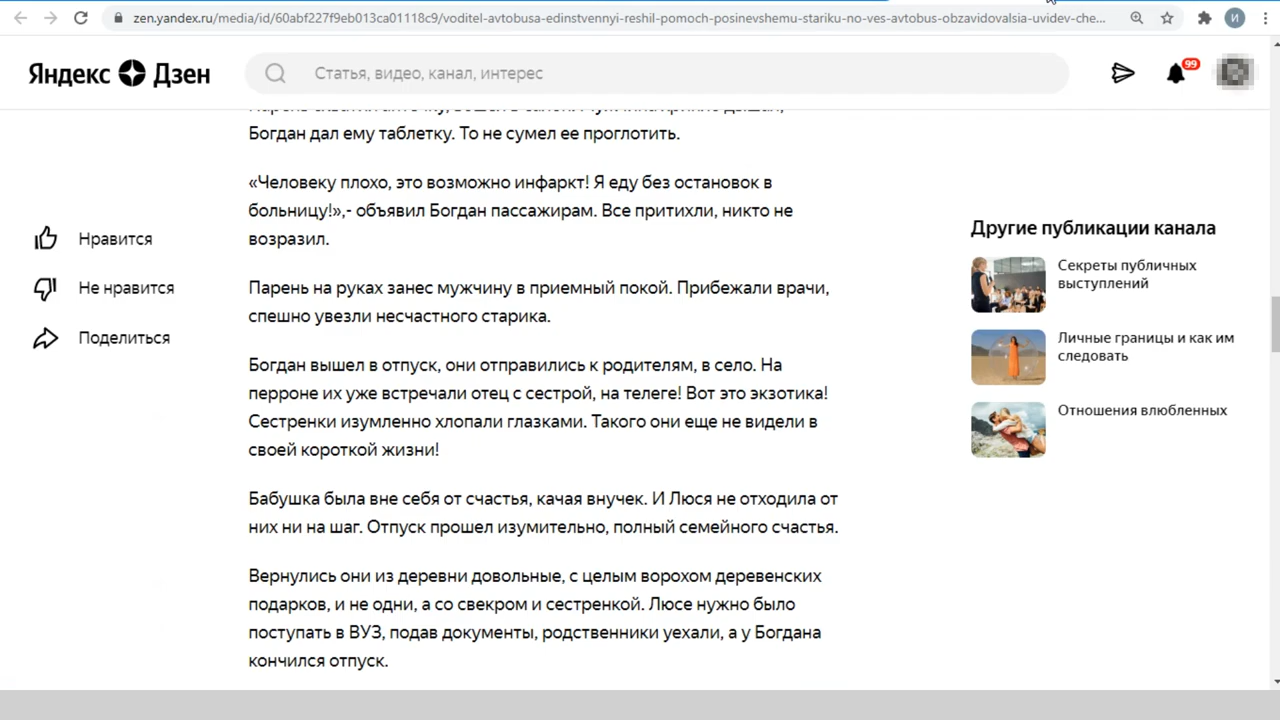 zen.yandex.ru/media/id/60abf227f9eb013ca01118c9/voditel-avtobusa-edinstvennyi-reshil-pomoch-posinevshemu-stariku-no-ves-avtobus-obzavidovalsia-uvidev-che...
И
Яндекс Дзен
Статья, видео, канал, интерес
99
Богдан дал ему таблетку. То не сумел ее проглотить.
«Человеку плохо, это возможно инфаркт! Я еду без остановок в
больницу!»,- объявил Богдан пассажирам. Все притихли, никто не
возразил.
Парень на руках занес мужчину в приемный покой. Прибежали врачи,
спешно увезли несчастного старика.
Богдан вышел в отпуск, они отправились к родителям, в село. На
перроне их уже встречали отец с сестрой, на телеге! Вот это экзотика!
Сестренки изумленно хлопали глазками. Такого они еще не видели в
своей короткой жизни!
Бабушка была вне себя от счастья, качая внучек. И Люся не отходила от
них ни на шаг. Отпуск прошел изумительно, полный семейного счастья.
Вернулись они из деревни довольные, с целым ворохом деревенских
подарков, и не одни, а со свекром и сестренкой. Люсе нужно было
поступать в ВУЗ, подав документы, родственники уехали, а у Богдана
кончился отпуск.
Нравится
Не нравится
Поделиться
Другие публикации канала
Секреты публичных
выступлений
Личные границы и как им
следовать
Отношения влюбленных